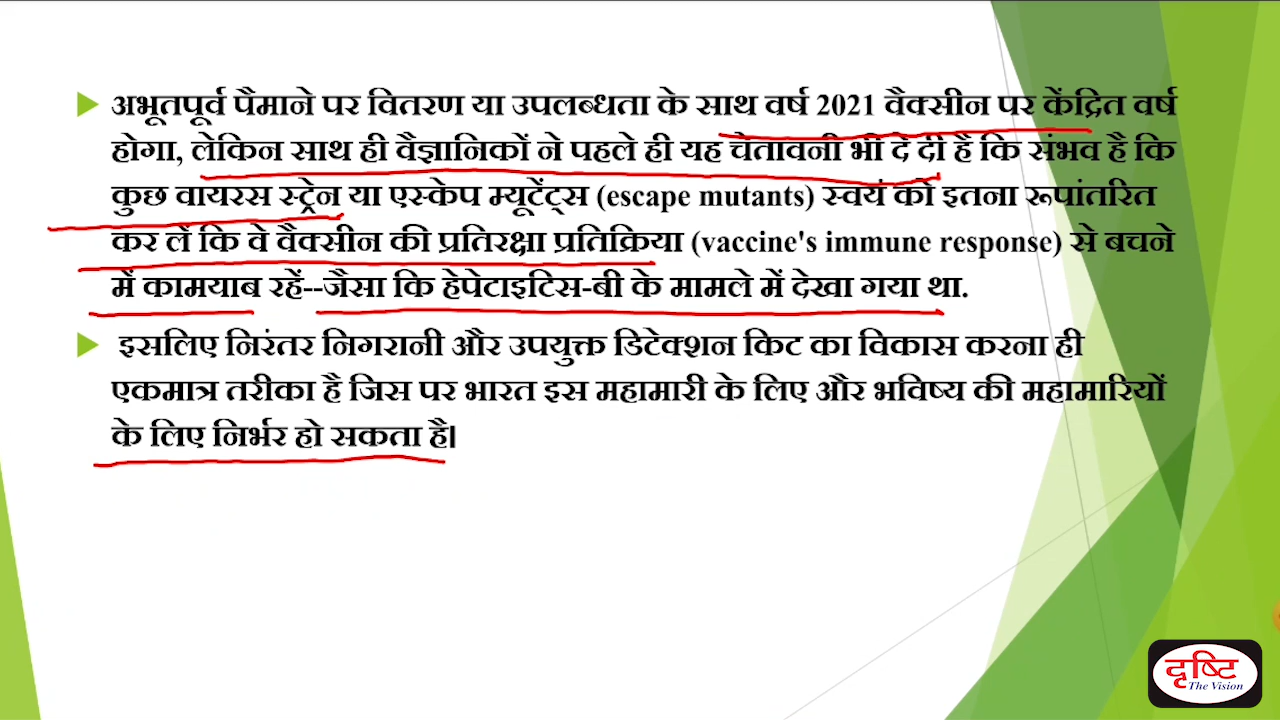 अभूतपूर्व पैमाने पर वितरण या उपलब्धता के साथ वर्ष 2021 वैक्सीन पर केंद्रित वर्ष
होगा, लेकिन साथ ही वैज्ञानिकों ने पहले ही यह चेतावनी भी दे दी है कि संभव है कि
कुछ वायरस स्ट्रेन या एस्केप म्यूटेंट्स (escape mutants) स्वयं को इतना रूपांतरित
कर लें कि वे वैक्सीन की प्रतिरक्षा प्रतिक्रिया (vaccine's immune response) से बचने
में कामयाब रहें--जैसा कि हेपेटाइटिस-बी के मामले में देखा गया था.
इसलिए निरंतर निगरानी और उपयुक्त डिटेक्शन किट का विकास करना ही
एकमात्र तरीका है जिस पर भारत इस महामारी के लिए और भविष्य की महामारियों
के लिए निर्भर हो सकता है।
दृष्टि
The Vision